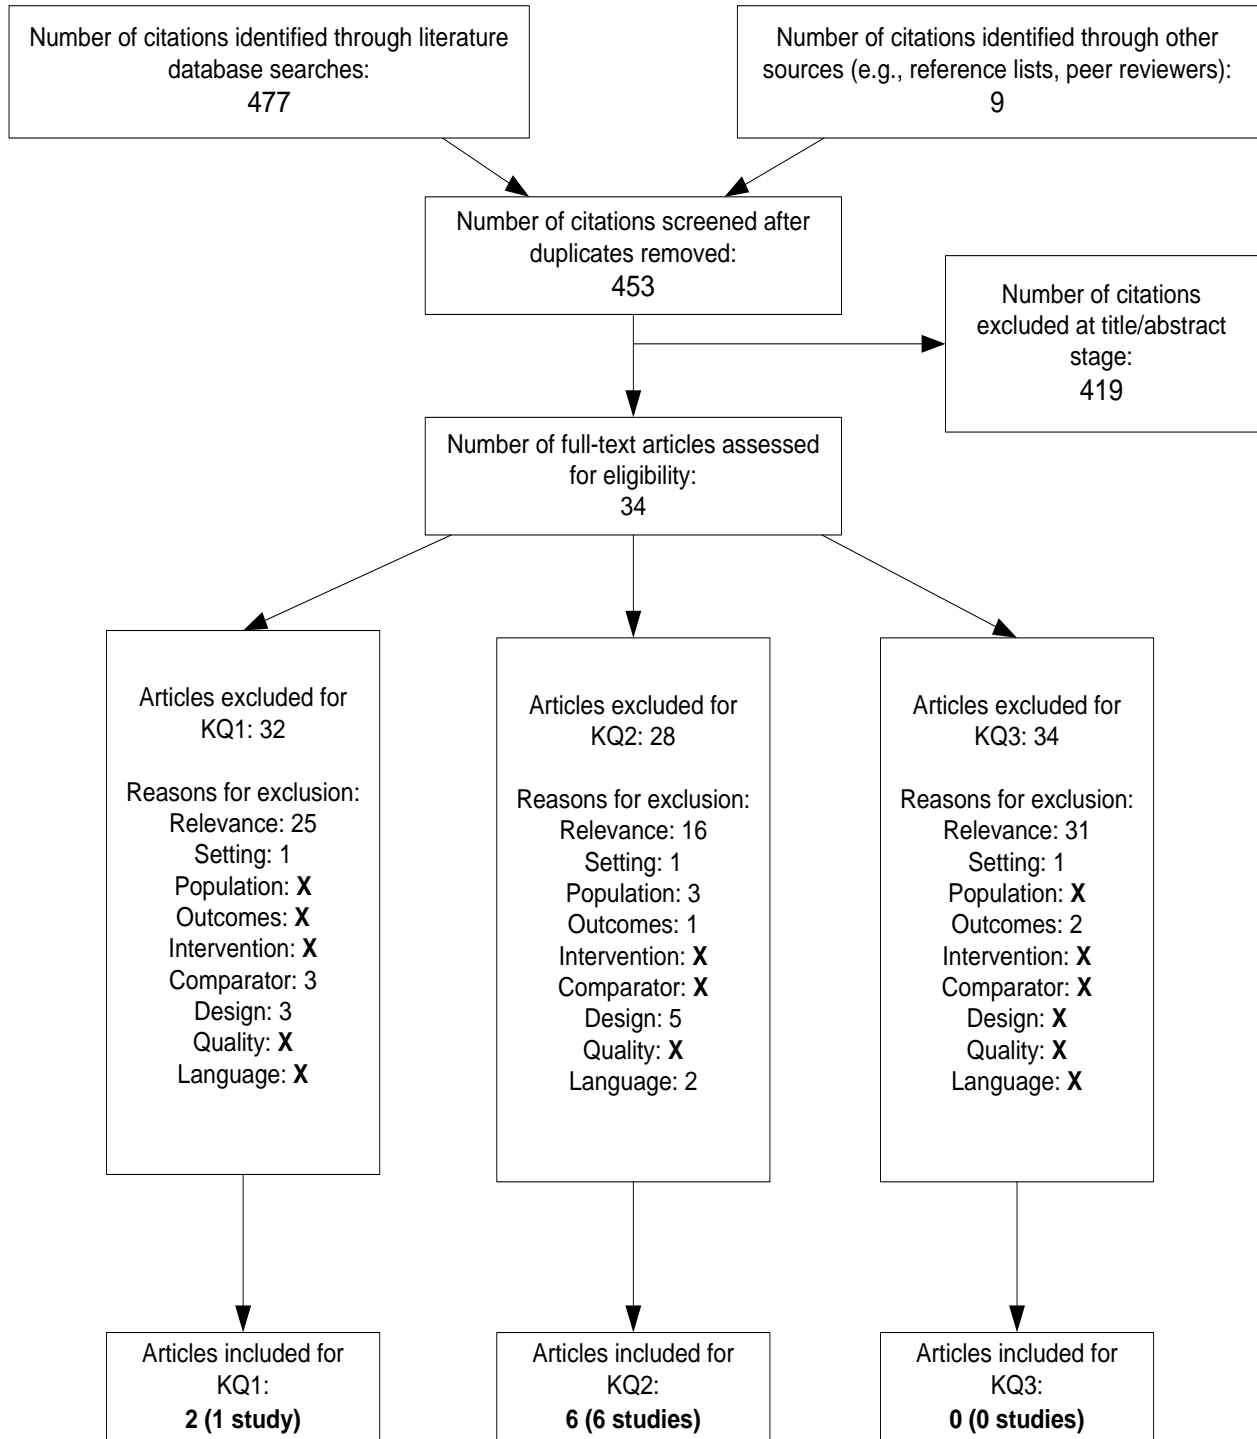 Number of citations identified through literature
database searches:
477
Number of citations identified through other
sources (e.g., reference lists, peer reviewers):
9
Number of citations screened after
duplicates removed:
453
Number of citations
excluded at title/abstract
stage:
419
Number of full-text articles assessed
for eligibility:
34
Articles excluded for
KQ1: 32
Reasons for exclusion:
Relevance: 25
Setting: 1
Population: X
Outcomes: X
Intervention: X
Comparator: 3
Design: 3
Quality: X
Language: X
Articles excluded for
KQ2: 28
Reasons for exclusion:
Relevance: 16
Setting: 1
Population: 3
Outcomes: 1
Intervention: X
Comparator: X
Design: 5
Quality: X
Language: 2
Articles excluded for
KQ3: 34
Reasons for exclusion:
Relevance: 31
Setting: 1
Population: X
Outcomes: 2
Intervention: X
Comparator: X
Design: X
Quality: X
Language: X
Articles included for
KQ1:
2 (1 study)
Articles included for
KQ2:
6 (6 studies)
Articles included for
KQ3:
0 (0 studies)